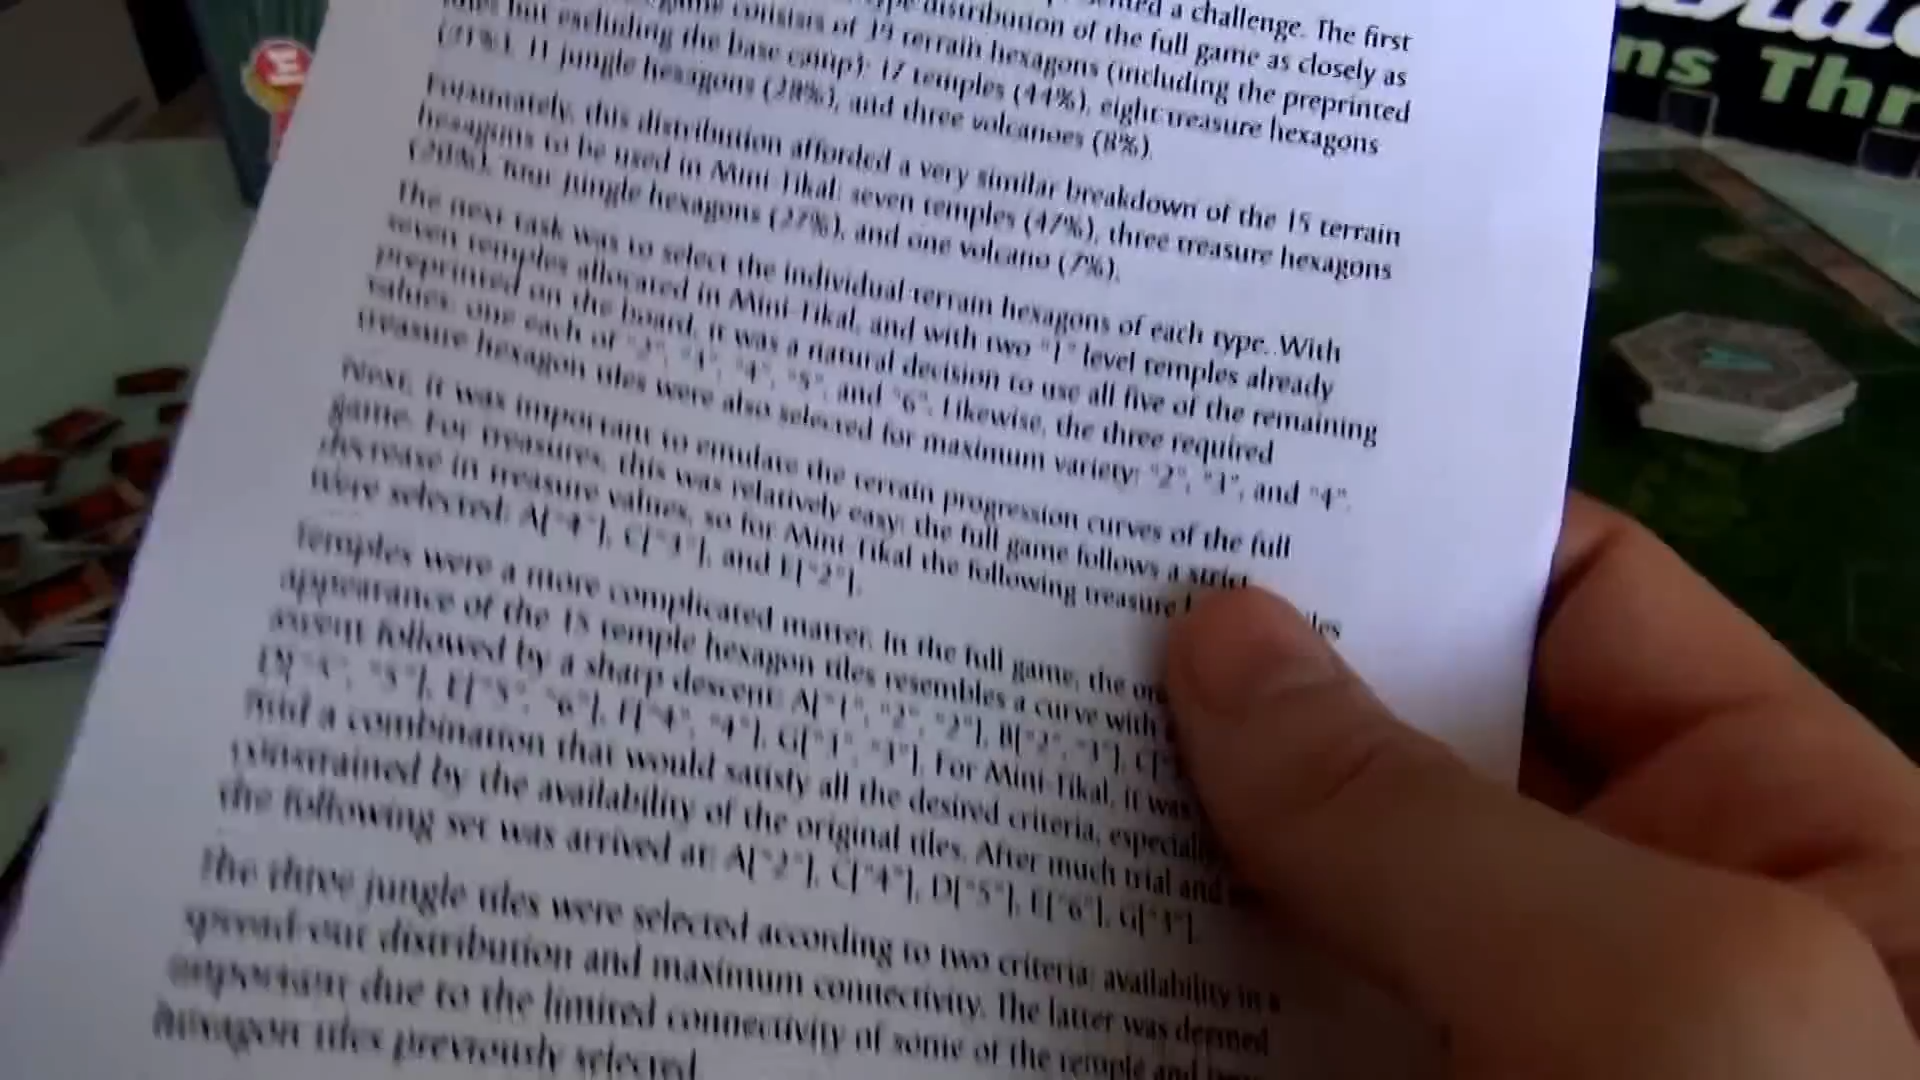 a challenge. The first
distribution of the full game as closely as
game consists of 39 terrain hexagons (including the preprinted
but excluding the base camp): 17 temples (44%), eight treasure hexagons
(21%), 11 jungle hexagons (28%), and three volcanoes (8%).
Fortunately, this distribution afforded a very similar breakdown of the 15 terrain
hexagons to be used in Mini-Tikal: seven temples (47%), three treasure hexagons
(20%), four jungle hexagons (27%), and one volcano (7%).
The next task was to select the individual terrain hexagons of each type. With
seven temples allocated in Mini-Tikal, and with two "1" level temples already
preprinted on the board, it was a natural decision to use all five of the remaining
values: one each of "2", "3", "4", "5", and "6". Likewise, the three required
treasure hexagon tiles were also selected for maximum variety: "2", "3", and "4".
Next, it was important to emulate the terrain progression curves of the full
game. For treasures, this was relatively easy: the full game follows a strict
decrease in treasure values, so for Mini-Tikal the following treasure
were selected: A["4"], C["3"], and E["2"].
Temples were a more complicated matter. In the full game, the
appearance of the 15 temple hexagon tiles resembles a curve with
ascent followed by a sharp descent: A["1", "2", "2"], B["2", "3"],
"5"], E["5", "6"], F["4", "4"], G["3", "3"]. For Mini-Tikal, it was
find a combination that would satisfy all the desired criteria,
constrained by the availability of the original tiles. After much trial and
the following set was arrived at: A["2"], C["4"], D["5"], E["6"], G["3"].
The three jungle tiles were selected according to two criteria: availability in a
spread-out distribution and maximum connectivity. The latter was deemed
important due to the limited connectivity of some of the temple and
hexagon tiles previously selected.